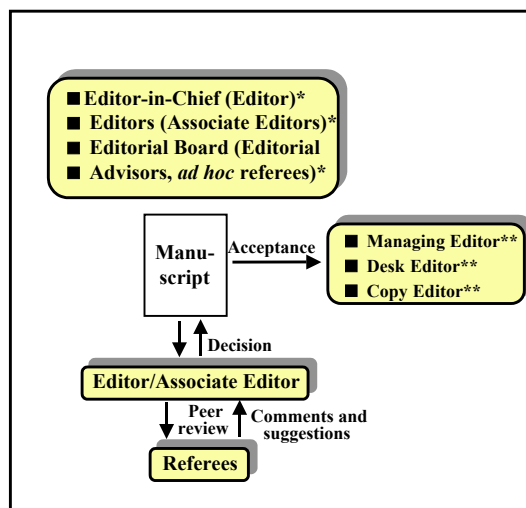 ■ Editor-in-Chief (Editor)*
■ Editors (Associate Editors)*
■ Editorial Board (Editorial
■ Advisors, ad hoc referees)*
Manu-
script
Acceptance
■ Managing Editor**
■ Desk Editor**
■ Copy Editor**
Decision
Editor/Associate Editor
Peer
review
Comments and
suggestions
Referees